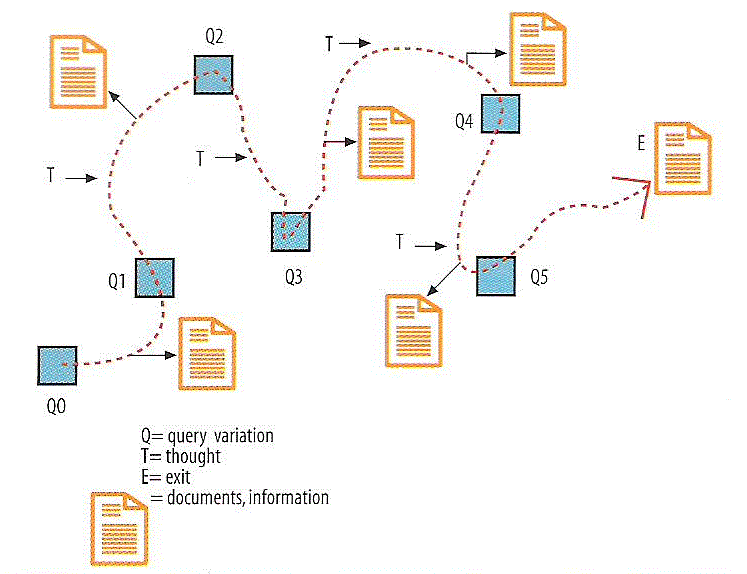 Q2
T
Q4
E
T
T
Q3
T
Q1
Q5
Q0
Q= query variation
T= thought
E= exit
= documents, information